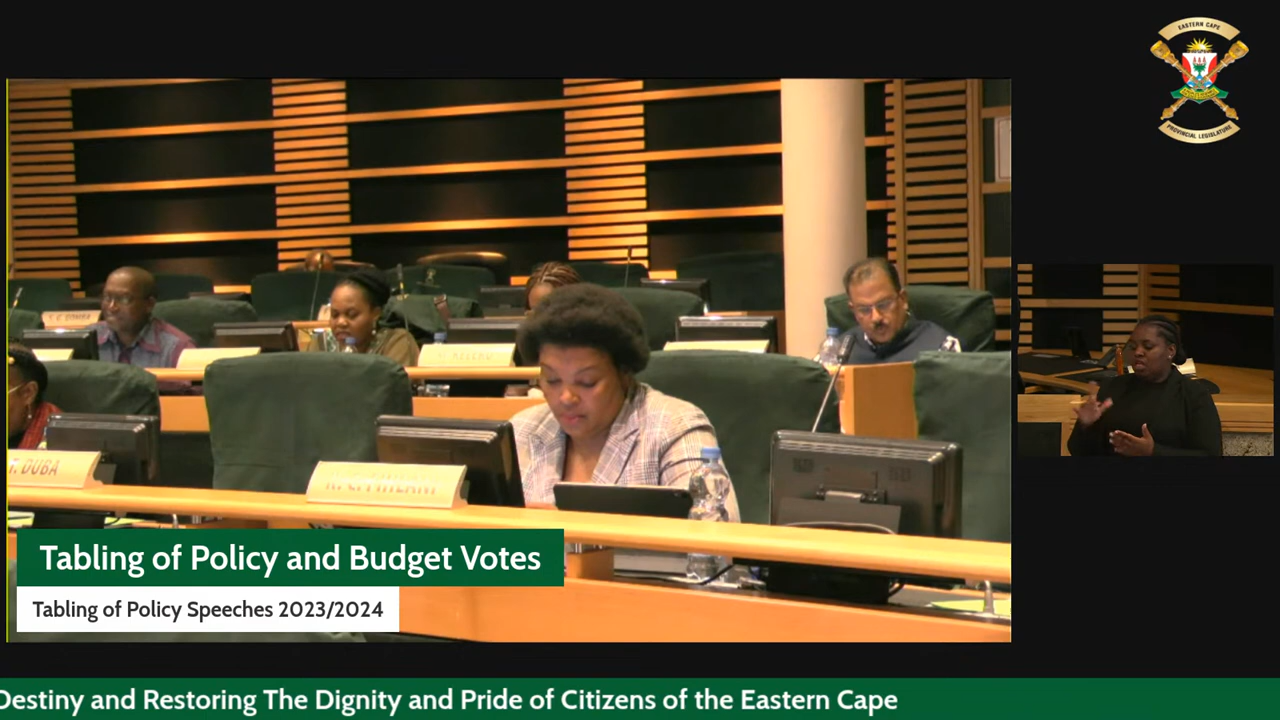 EASTERN CAPE
PROVINCIAL LEGISLATURE
T. DUBA
Tabling of Policy and Budget Votes
Tabling of Policy Speeches 2023/2024
Destiny and Restoring The Dignity and Pride of Citizens of the Eastern Cape